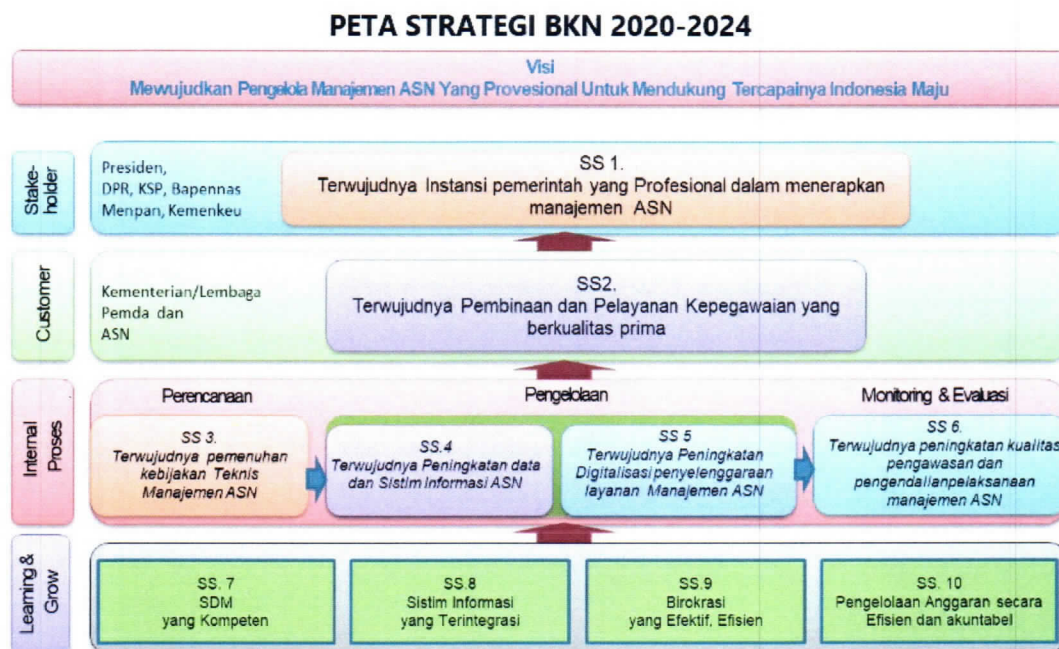 PETA STRATEGI BKN 2020-2024
Visi
Mewujudkan Pengelola Manajemen ASN Yang Provesional Untuk Mendukung Tercapainya Indonesia Maju
Stake-
holder
Presiden,
DPR, KSP, Bapennas
Menpan, Kemenkeu
SS 1.
Terwujudnya Instansi pemerintah yang Profesional dalam menerapkan
manajemen ASN
Customer
Kementerian/Lembaga
Pemda dan
ASN
SS2.
Terwujudnya Pembinaan dan Pelayanan Kepegawaian yang
berkualitas prima
Internal
Proses
Perencanaan
Pengelolaan
Monitoring & Evaluasi
SS 3.
Terwujudnya pemenuhan
kebijakan Teknis
Manajemen ASN
SS.4
Terwujudnya Peningkatan data
dan Sistim Informasi ASN
SS 5
Terwujudnya Peningkatan
Digitalisasi penyelenggaraan
layanan Manajemen ASN
SS 6.
Terwujudnya peningkatan kualitas
pengawasan dan
pengendalianpelaksanaan
manajemen ASN
Learning &
Grow
SS. 7
SDM
yang Kompeten
SS.8
Sistim Informasi
yang Terintegrasi
SS.9
Birokrasi
yang Efektif, Efisien
SS. 10
Pengelolaan Anggaran secara
Efisien dan akuntabel